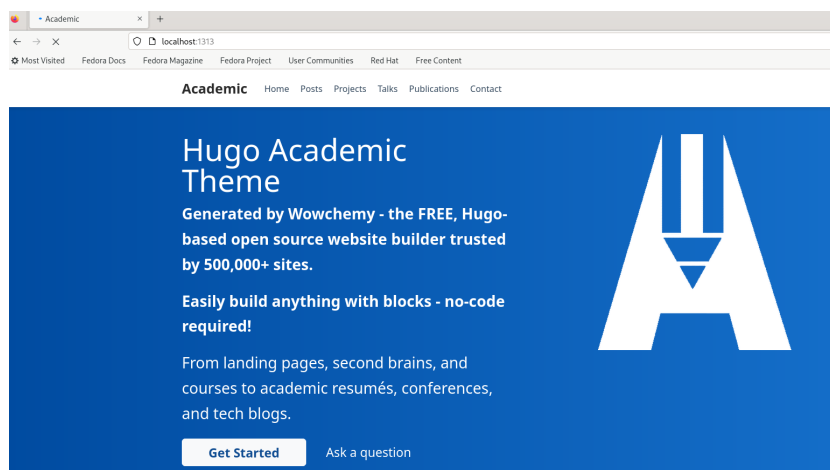 Academic × +
localhost:1313
Most Visited Fedora Docs Fedora Magazine Fedora Project User Communities Red Hat Free Content
Academic Home Posts Projects Talks Publications Contact
Hugo Academic
Theme
Generated by Wowchemy - the FREE, Hugo-
based open source website builder trusted
by 500,000+ sites.
Easily build anything with blocks - no-code
required!
From landing pages, second brains, and
courses to academic resumés, conferences,
and tech blogs.
Get Started Ask a question